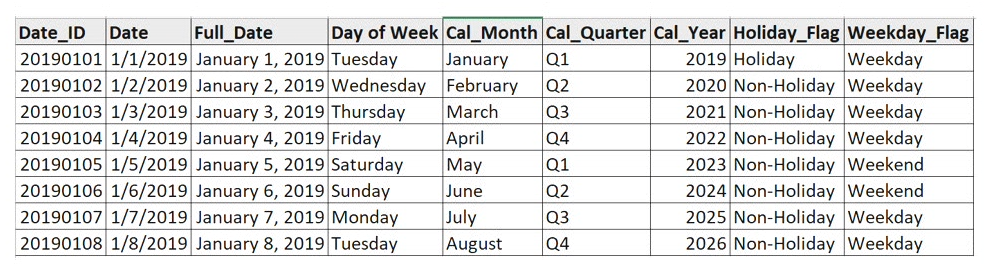 Date_ID Date Full_Date Day of Week Cal_Month Cal_Quarter Cal_Year Holiday_Flag Weekday_Flag
20190101 1/1/2019 January 1, 2019 Tuesday January Q1 2019 Holiday Weekday
20190102 1/2/2019 January 2, 2019 Wednesday February Q2 2020 Non-Holiday Weekday
20190103 1/3/2019 January 3, 2019 Thursday March Q3 2021 Non-Holiday Weekday
20190104 1/4/2019 January 4, 2019 Friday April Q4 2022 Non-Holiday Weekday
20190105 1/5/2019 January 5, 2019 Saturday May Q1 2023 Non-Holiday Weekend
20190106 1/6/2019 January 6, 2019 Sunday June Q2 2024 Non-Holiday Weekend
20190107 1/7/2019 January 7, 2019 Monday July Q3 2025 Non-Holiday Weekday
20190108 1/8/2019 January 8, 2019 Tuesday August Q4 2026 Non-Holiday Weekday